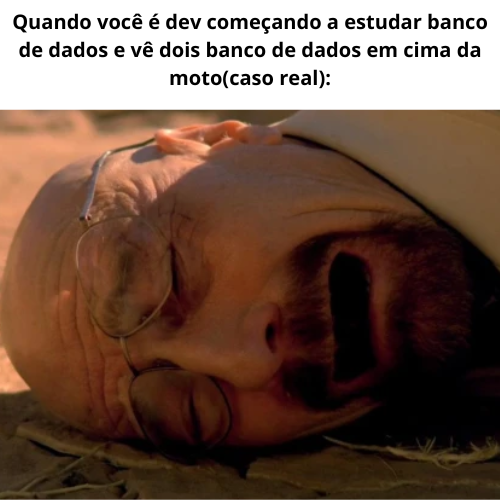 Quando você é dev começando a estudar banco
de dados e vê dois banco de dados em cima da
moto(caso real):